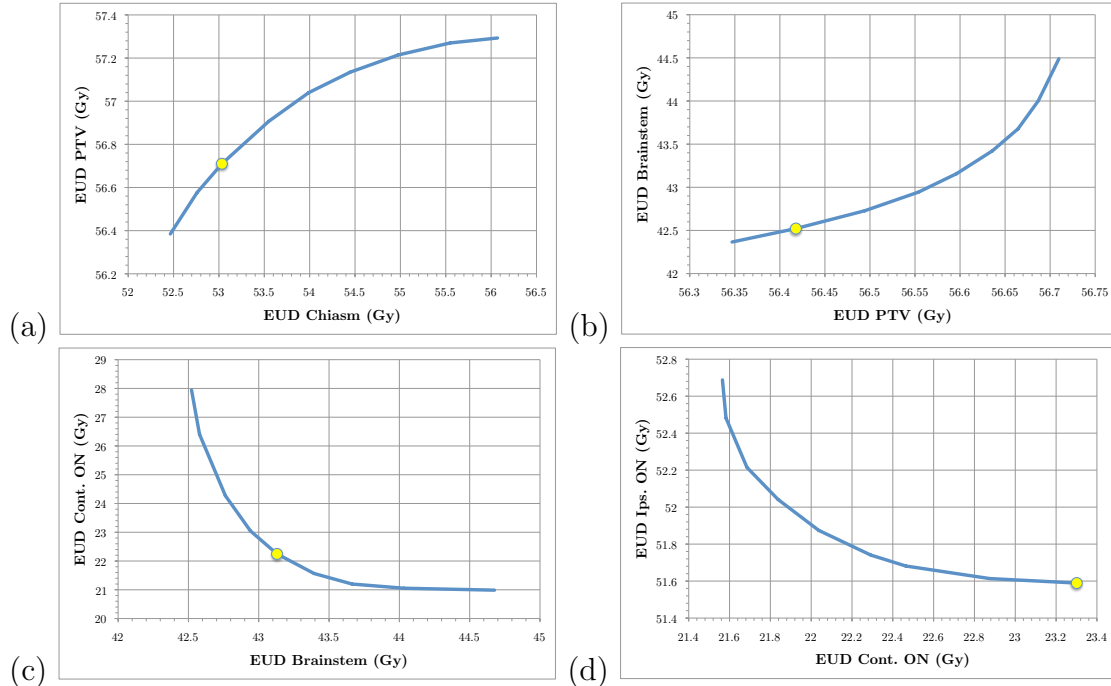 57.4
57.2
57
56.8
56.6
56.4
56.2
EUD PTV (Gy)
52 52.5 53 53.5 54 54.5 55 55.5 56 56.5
EUD Chiasm (Gy)
(a)
45
44.5
44
43.5
43
42.5
42
EUD Brainstem (Gy)
56.3 56.35 56.4 56.45 56.5 56.55 56.6 56.65 56.7 56.75
EUD PTV (Gy)
(b)
29
28
27
26
25
24
23
22
21
20
EUD Cont. ON (Gy)
42 42.5 43 43.5 44 44.5 45
EUD Brainstem (Gy)
(c)
52.8
52.6
52.4
52.2
52
51.8
51.6
51.4
EUD Ips. ON (Gy)
21.4 21.6 21.8 22 22.2 22.4 22.6 22.8 23 23.2 23.4
EUD Cont. ON (Gy)
(d)